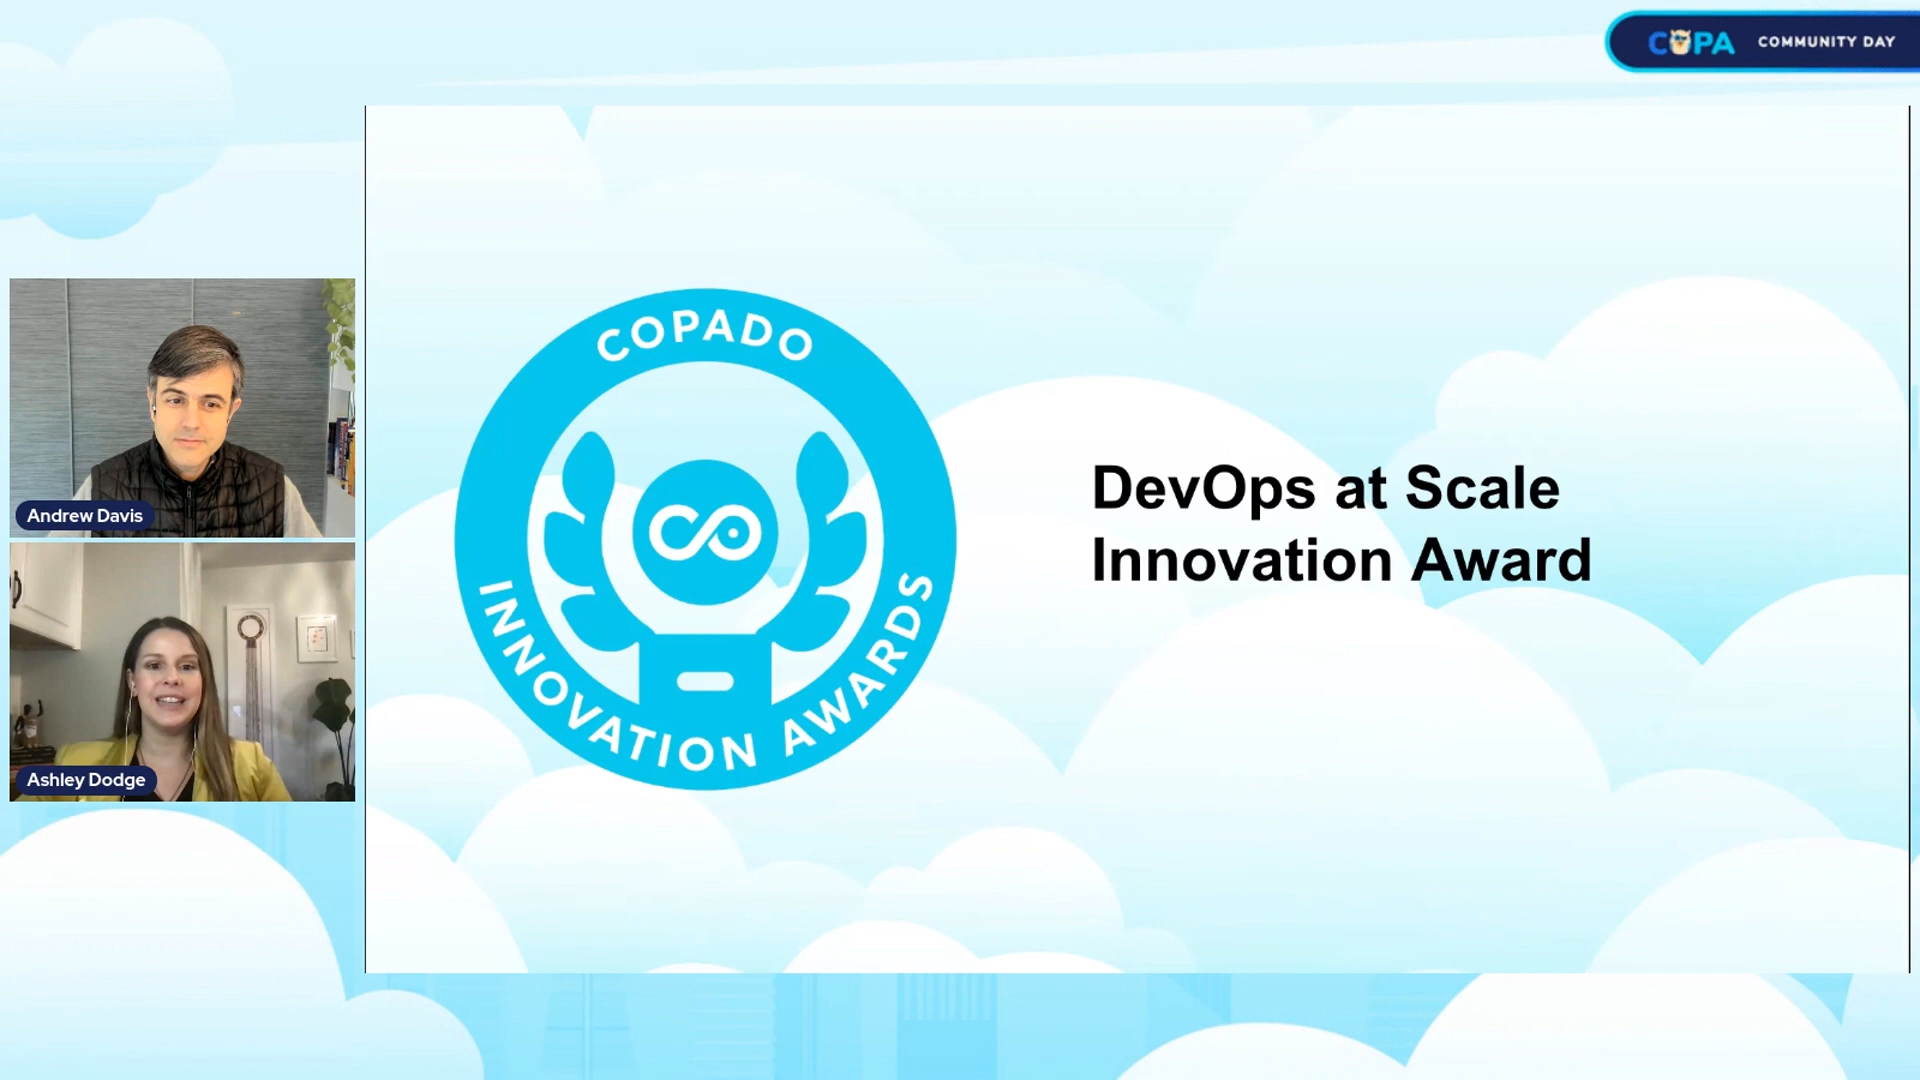 COPA COMMUNITY DAY
Andrew Davis
Ashley Dodge
COPADO
INNOVATION AWARDS
DevOps at Scale
Innovation Award